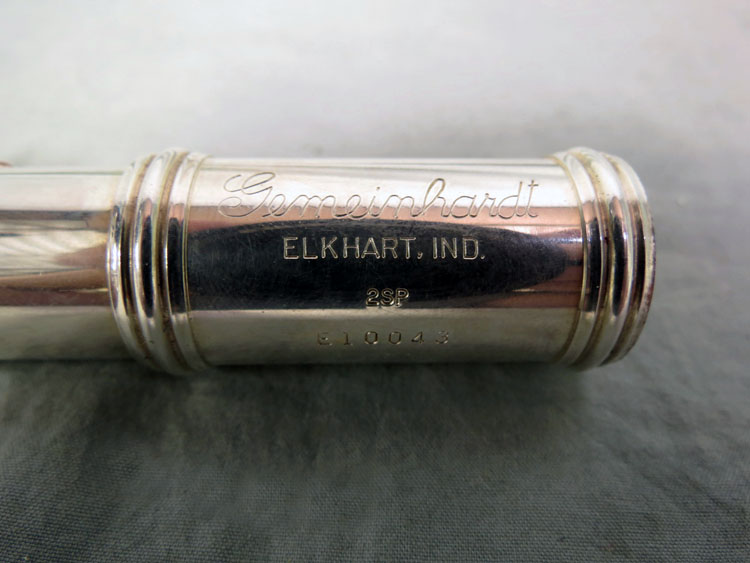 Gemeinhardt
ELKHART, IND.
2SP
E10043